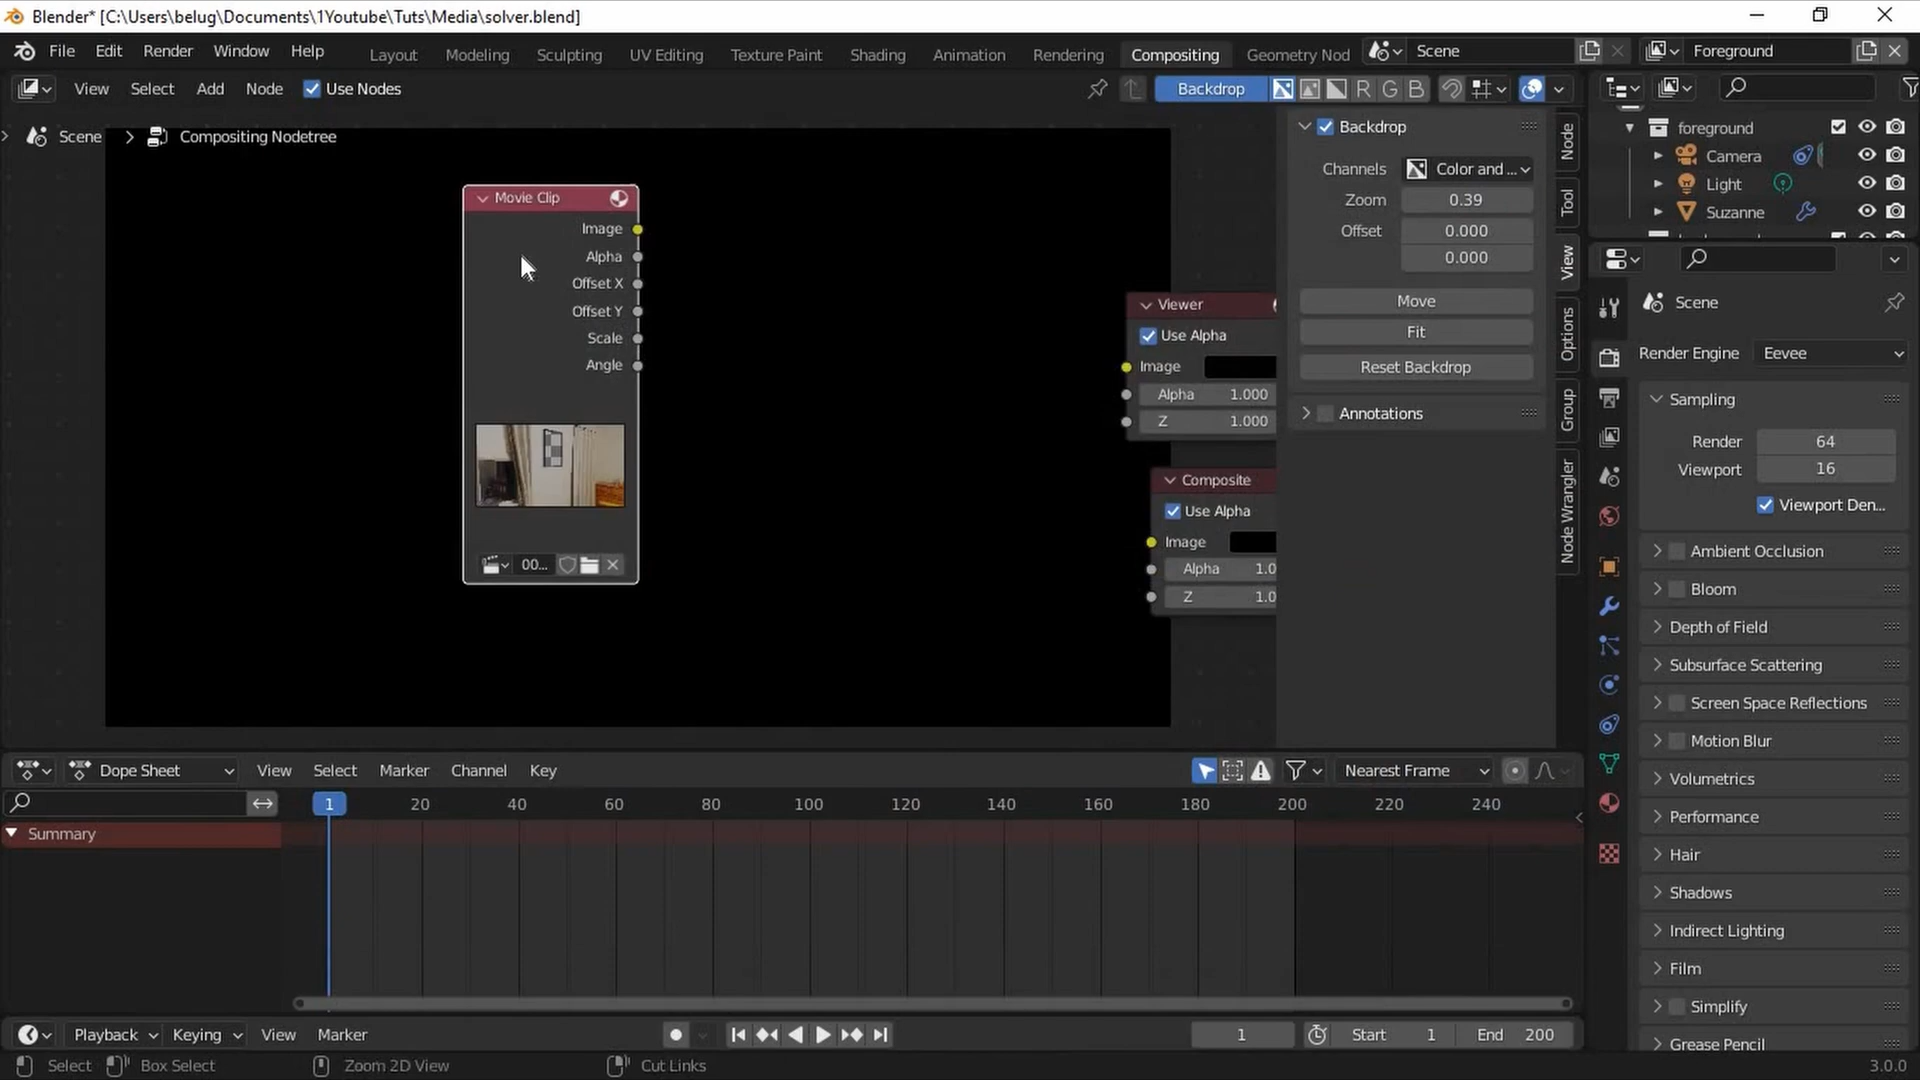 Blender* [C:\Users\belug\Documents\1Youtube\Tuts\Media\solver.blend]
File Edit Render Window Help Layout Modeling Sculpting UV Editing Texture Paint Shading Animation Rendering Compositing Geometry Nod Scene Foreground
View Select Add Node Use Nodes Backdrop R G B
Scene Compositing Nodetree
Movie Clip
Image
Alpha
Offset X
Offset Y
Scale
Angle
00...
Viewer
Use Alpha
Image
Alpha 1.000
Z 1.000
Composite
Use Alpha
Image
Alpha 1.0
Z 1.0
Backdrop
Channels Color and ...
Zoom 0.39
Offset 0.000
0.000
Move
Fit
Reset Backdrop
Annotations
Node
Tool
View
Options
Group
Node Wrangler
foreground
Camera
Light
Suzanne
Scene
Render Engine Eevee
Sampling
Render 64
Viewport 16
Viewport Den...
Ambient Occlusion
Bloom
Depth of Field
Subsurface Scattering
Screen Space Reflections
Motion Blur
Volumetrics
Performance
Hair
Shadows
Indirect Lighting
Film
Simplify
Grease Pencil
Dope Sheet View Select Marker Channel Key Nearest Frame
1 20 40 60 80 100 120 140 160 180 200 220 240
Summary
Playback Keying View Marker 1 Start 1 End 200
Select Box Select Zoom 2D View Cut Links 3.0.0